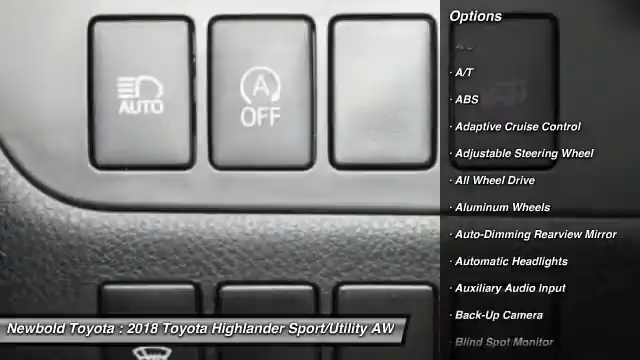 Options
A/C
· A/T
· ABS
· Adaptive Cruise Control
· Adjustable Steering Wheel
· All Wheel Drive
· Aluminum Wheels
· Auto-Dimming Rearview Mirror
· Automatic Headlights
· Auxiliary Audio Input
· Back-Up Camera
· Blind Spot Monitor
AUTO
A
OFF
Newbold Toyota : 2018 Toyota Highlander Sport/Utility AW